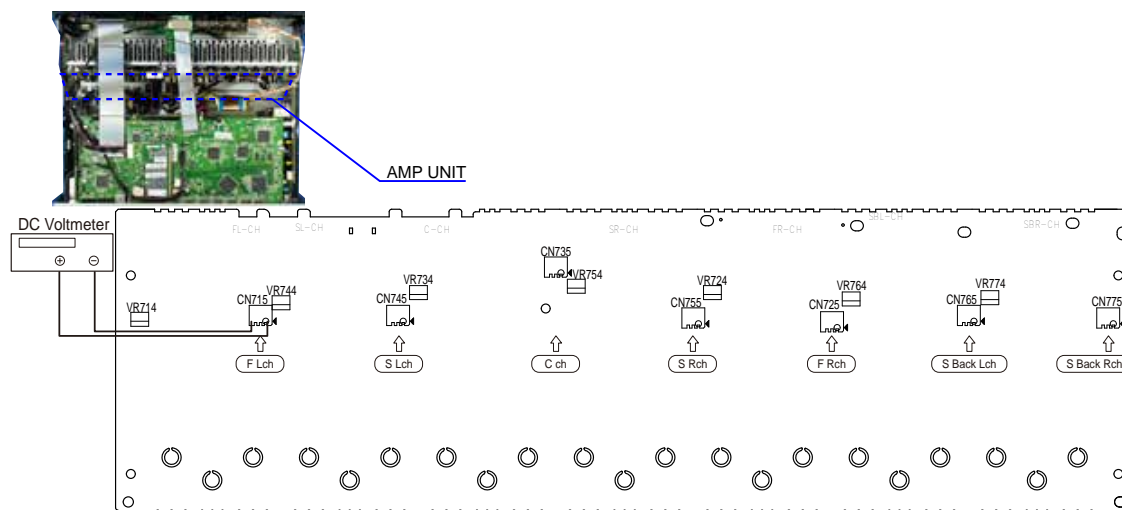 AMP UNIT
DC Voltmeter
FL-CH
SL-CH
C-CH
SR-CH
FR-CH
SBL-CH
SBR-CH
CN735
VR734
VR754
VR724
VR744
VR764
VR774
VR714
CN715
CN745
CN755
CN725
CN765
CN775
F Lch
S Lch
C ch
S Rch
F Rch
S Back Lch
S Back Rch